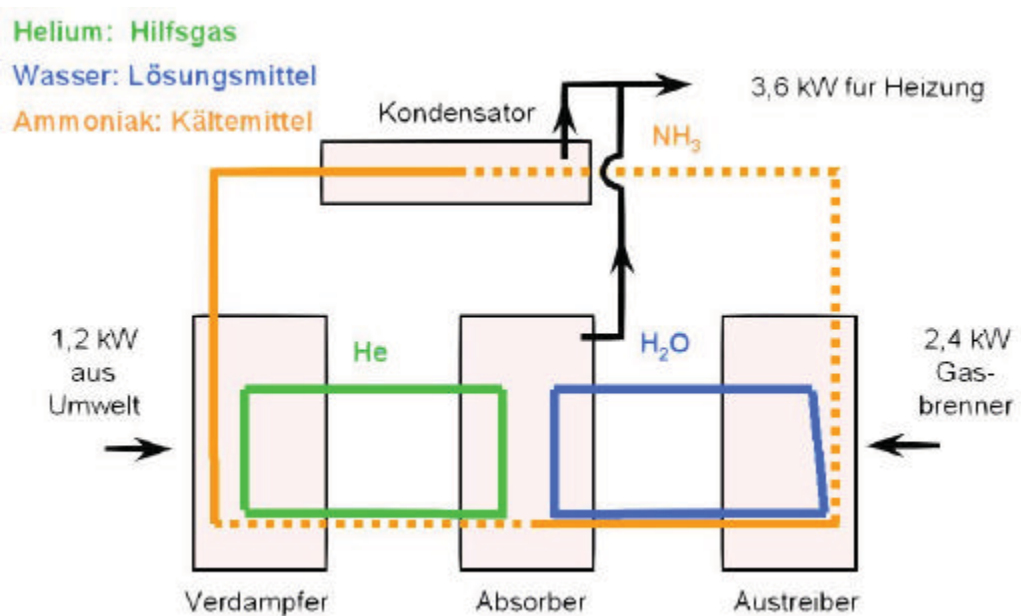 Helium: Hilfsgas
Wasser: Lösungsmittel
Ammoniak: Kältemittel
Kondensator
3,6 kW für Heizung
NH₃
1,2 kW
aus
Umwelt
He
H₂O
2,4 kW
Gas-
brenner
Verdampfer
Absorber
Austreiber